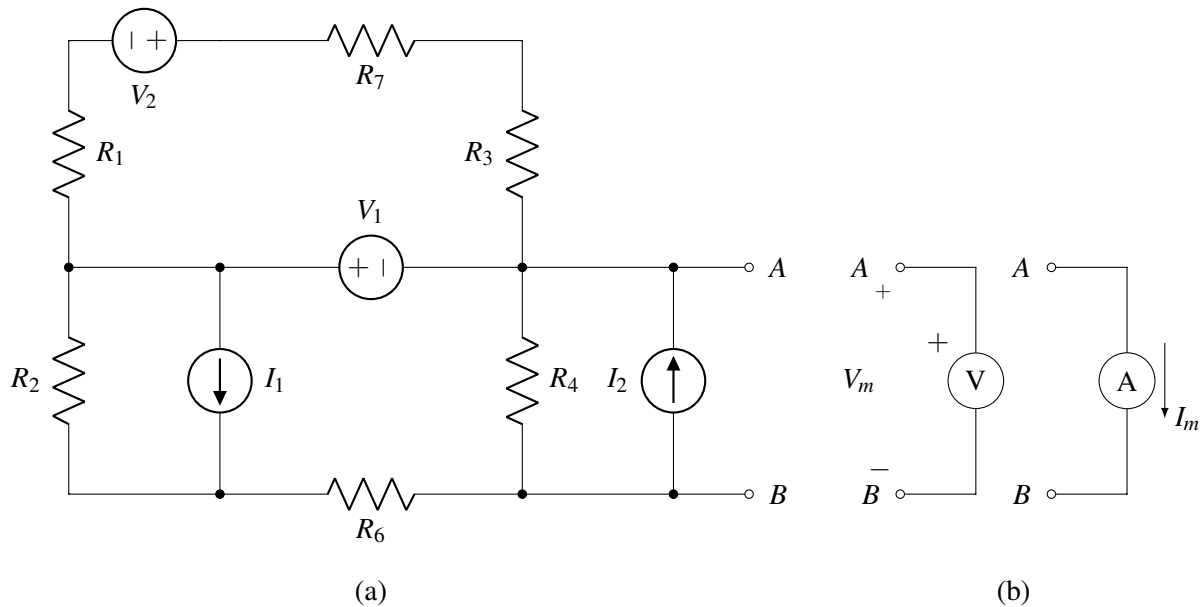 − +
V2
R7
R1
R3
V1
+ −
A
A
+
A
R2
I1
R4
I2
Vm
+
V
A
Im
B
B
−
B
R6
(a)
(b)